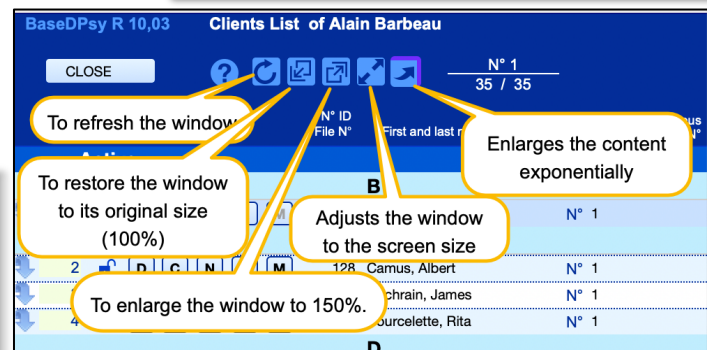 BaseDPsy R 10,03 Clients List of Alain Barbeau
CLOSE
?
N° 1
35 / 35
To refresh the window
N° ID
File N°
First and last
N°
Enlarges the content
exponentially
To restore the window
to its original size
(100%)
B
M
N° 1
Adjusts the window
to the screen size
2 D C N M 128 Camus, Albert N° 1
To enlarge the window to 150%.
James N° 1
4 Rita N° 1
D